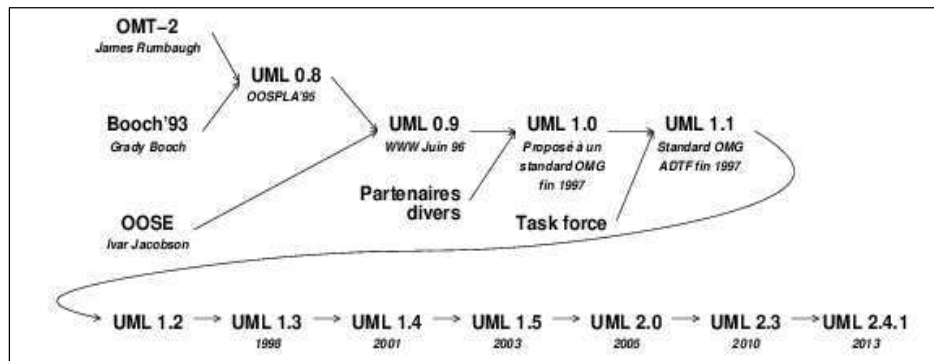 OMT-2
James Rumbaugh
UML 0.8
OOSPLA'95
Booch'93
Grady Booch
UML 0.9
WWW Juin 96
UML 1.0
Proposé à un
standard OMG
fin 1997
UML 1.1
Standard OMG
ADTF fin 1997
Partenaires
divers
Task force
OOSE
Ivar Jacobson
UML 1.2
UML 1.3
1998
UML 1.4
2001
UML 1.5
2003
UML 2.0
2005
UML 2.3
2010
UML 2.4.1
2013